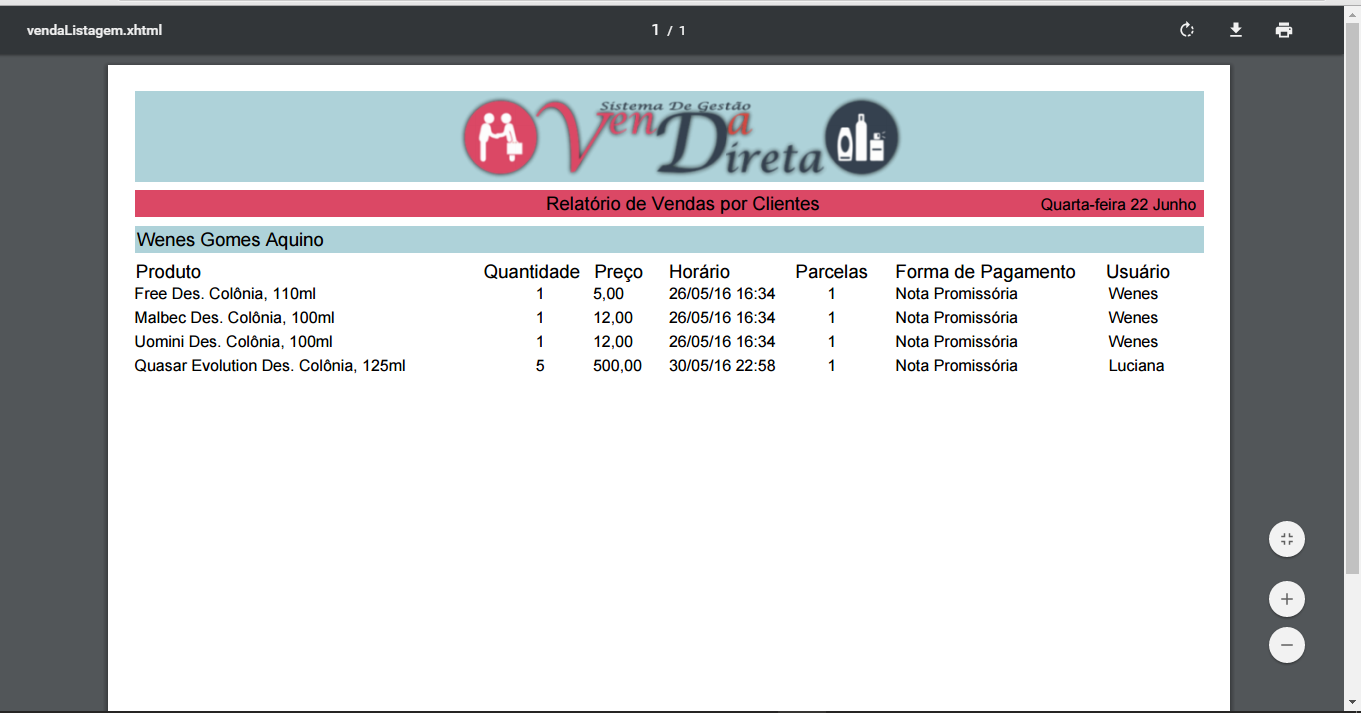 vendaListagem.xhtml 1 / 1
Sistema De Gestão
VenDa
Direta
Relatório de Vendas por Clientes Quarta-feira 22 Junho
Wenes Gomes Aquino
Produto Quantidade Preço Horário Parcelas Forma de Pagamento Usuário
Free Des. Colônia, 110ml 1 5,00 26/05/16 16:34 1 Nota Promissória Wenes
Malbec Des. Colônia, 100ml 1 12,00 26/05/16 16:34 1 Nota Promissória Wenes
Uomini Des. Colônia, 100ml 1 12,00 26/05/16 16:34 1 Nota Promissória Wenes
Quasar Evolution Des. Colônia, 125ml 5 500,00 30/05/16 22:58 1 Nota Promissória Luciana